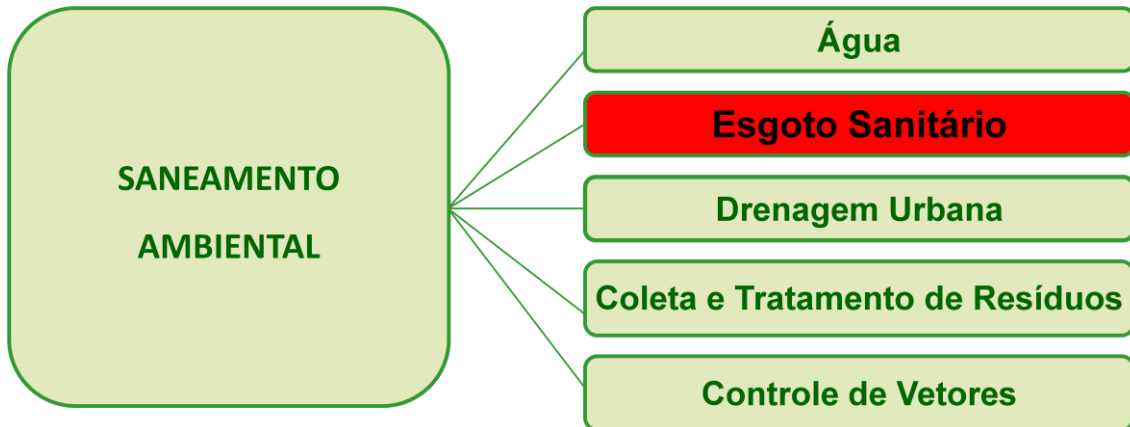 SANEAMENTO
AMBIENTAL
Água
Esgoto Sanitário
Drenagem Urbana
Coleta e Tratamento de Resíduos
Controle de Vetores